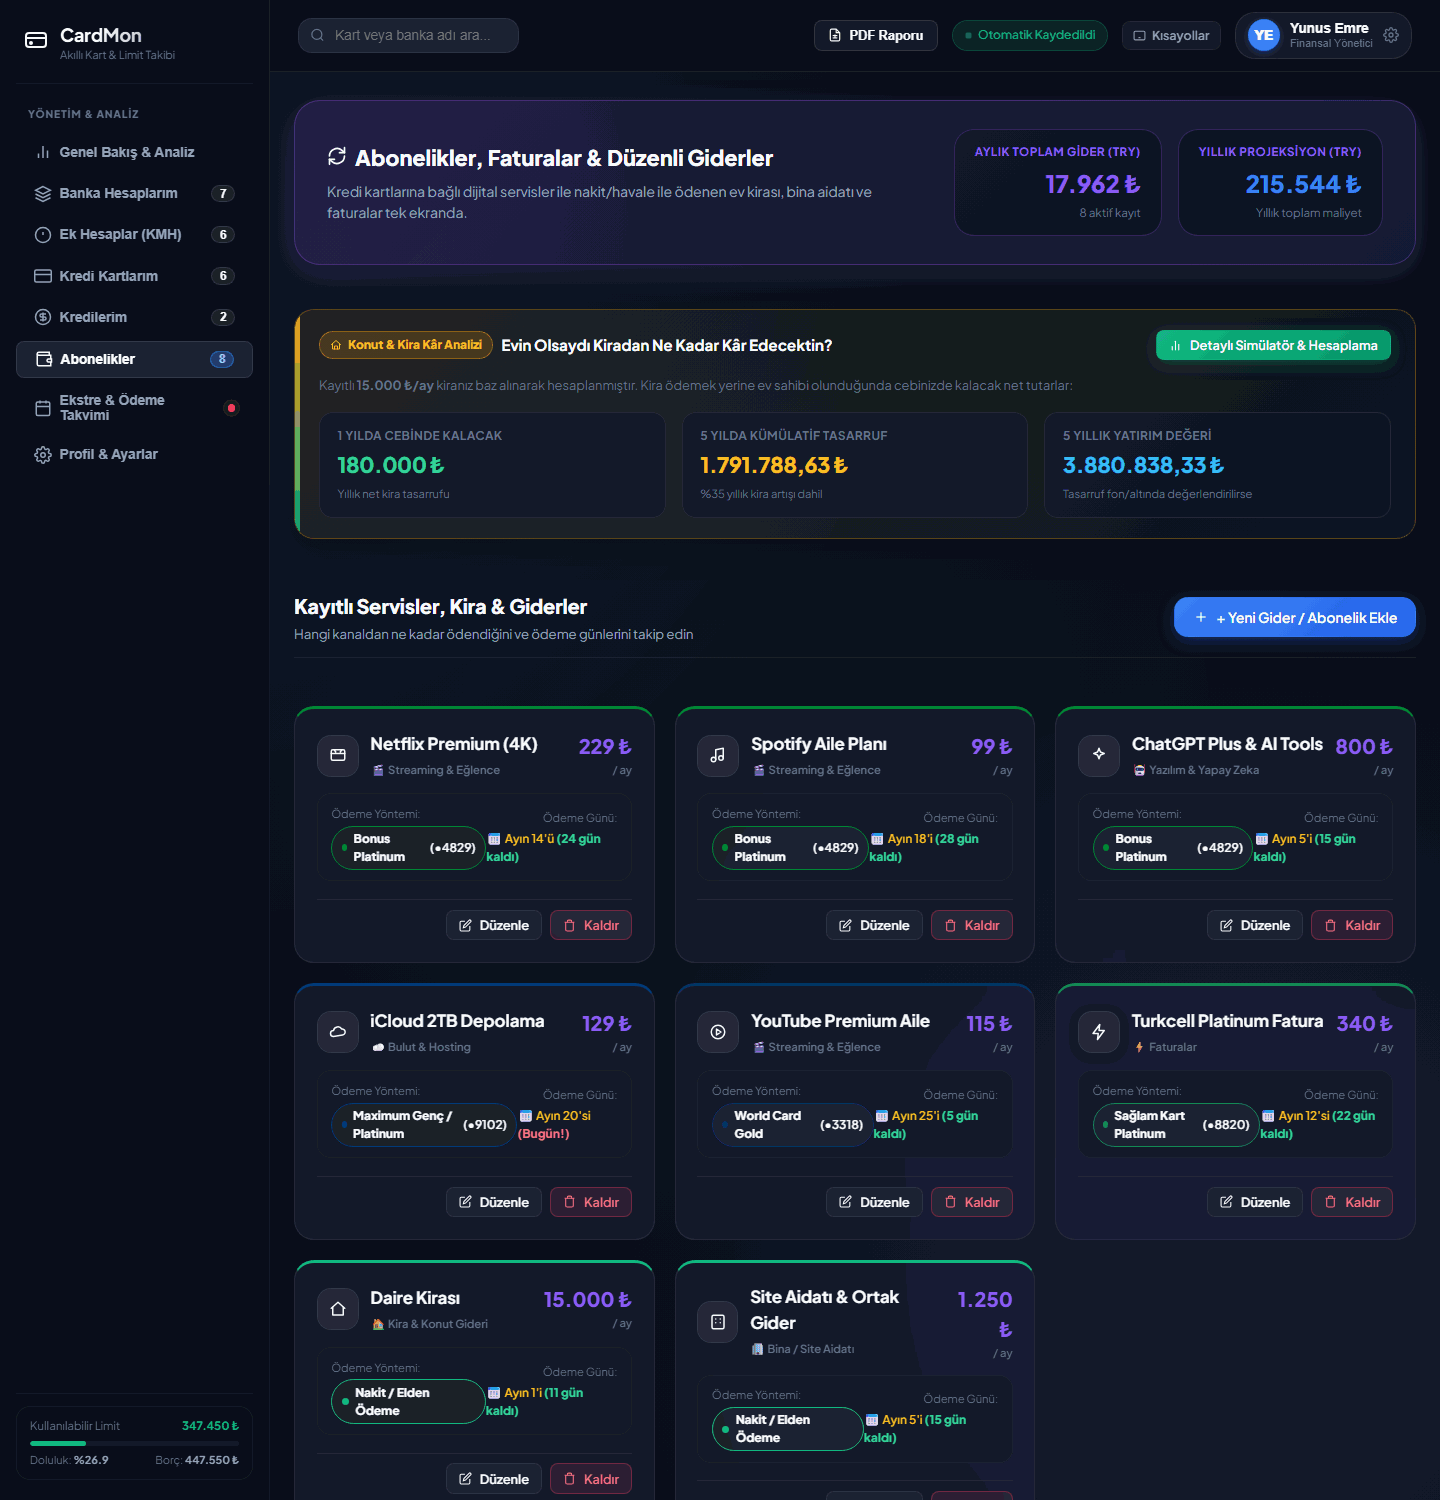 CardMon
Akıllı Kart & Limit Takibi
YÖNETİM & ANALİZ
Genel Bakış & Analiz
Banka Hesaplarım 7
Ek Hesaplar (KMH) 6
Kredi Kartlarım 6
Kredilerim 2
Abonelikler 8
Ekstre & Ödeme
Takvimi
Profil & Ayarlar
Kullanılabilir Limit 347.450 ₺
Doluluk: %26.9 Borç: 447.550 ₺
Kart veya banka adı ara...
PDF Raporu
Otomatik Kaydedildi
Kısayollar
YE
Yunus Emre
Finansal Yönetici
Abonelikler, Faturalar & Düzenli Giderler
Kredi kartlarına bağlı dijital servisler ile nakit/havale ile ödenen ev kirası, bina aidatı ve
faturalar tek ekranda.
AYLIK TOPLAM GİDER (TRY)
17.962 ₺
8 aktif kayıt
YILLIK PROJEKSİYON (TRY)
215.544 ₺
Yıllık toplam maliyet
Konut & Kira Kâr Analizi
Evin Olsaydı Kiradan Ne Kadar Kâr Edecektin?
Detaylı Simülatör & Hesaplama
Kayıtlı 15.000 ₺/ay kiranız baz alınarak hesaplanmıştır. Kira ödemek yerine ev sahibi olunduğunda cebinizde kalacak net tutarlar:
1 YILDA CEBİNDE KALACAK
180.000 ₺
Yıllık net kira tasarrufu
5 YILDA KÜMÜLATİF TASARRUF
1.791.788,63 ₺
%35 yıllık kira artışı dahil
5 YILLIK YATIRIM DEĞERİ
3.880.838,33 ₺
Tasarruf fon/altında değerlendirilirse
Kayıtlı Servisler, Kira & Giderler
Hangi kanaldan ne kadar ödendiğini ve ödeme günlerini takip edin
+ + Yeni Gider / Abonelik Ekle
Netflix Premium (4K) 229 ₺
Streaming & Eğlence / ay
Ödeme Yöntemi: Ödeme Günü:
Bonus Platinum (•4829)
Ayın 14'ü (24 gün kaldı)
Düzenle Kaldır
Spotify Aile Planı 99 ₺
Streaming & Eğlence / ay
Ödeme Yöntemi: Ödeme Günü:
Bonus Platinum (•4829)
Ayın 18'i (28 gün kaldı)
Düzenle Kaldır
ChatGPT Plus & AI Tools 800 ₺
Yazılım & Yapay Zeka / ay
Ödeme Yöntemi: Ödeme Günü:
Bonus Platinum (•4829)
Ayın 5'i (15 gün kaldı)
Düzenle Kaldır
iCloud 2TB Depolama 129 ₺
Bulut & Hosting / ay
Ödeme Yöntemi: Ödeme Günü:
Maximum Genç / Platinum (•9102)
Ayın 20'si (Bugün!)
Düzenle Kaldır
YouTube Premium Aile 115 ₺
Streaming & Eğlence / ay
Ödeme Yöntemi: Ödeme Günü:
World Card Gold (•3318)
Ayın 25'i (5 gün kaldı)
Düzenle Kaldır
Turkcell Platinum Fatura 340 ₺
Faturalar / ay
Ödeme Yöntemi: Ödeme Günü:
Sağlam Kart Platinum (•8820)
Ayın 12'si (22 gün kaldı)
Düzenle Kaldır
Daire Kirası 15.000 ₺
Kira & Konut Gideri / ay
Ödeme Yöntemi: Ödeme Günü:
Nakit / Elden Ödeme
Ayın 1'i (11 gün kaldı)
Düzenle Kaldır
Site Aidatı & Ortak Gider 1.250 ₺
Bina / Site Aidatı / ay
Ödeme Yöntemi: Ödeme Günü:
Nakit / Elden Ödeme
Ayın 5'i (15 gün kaldı)